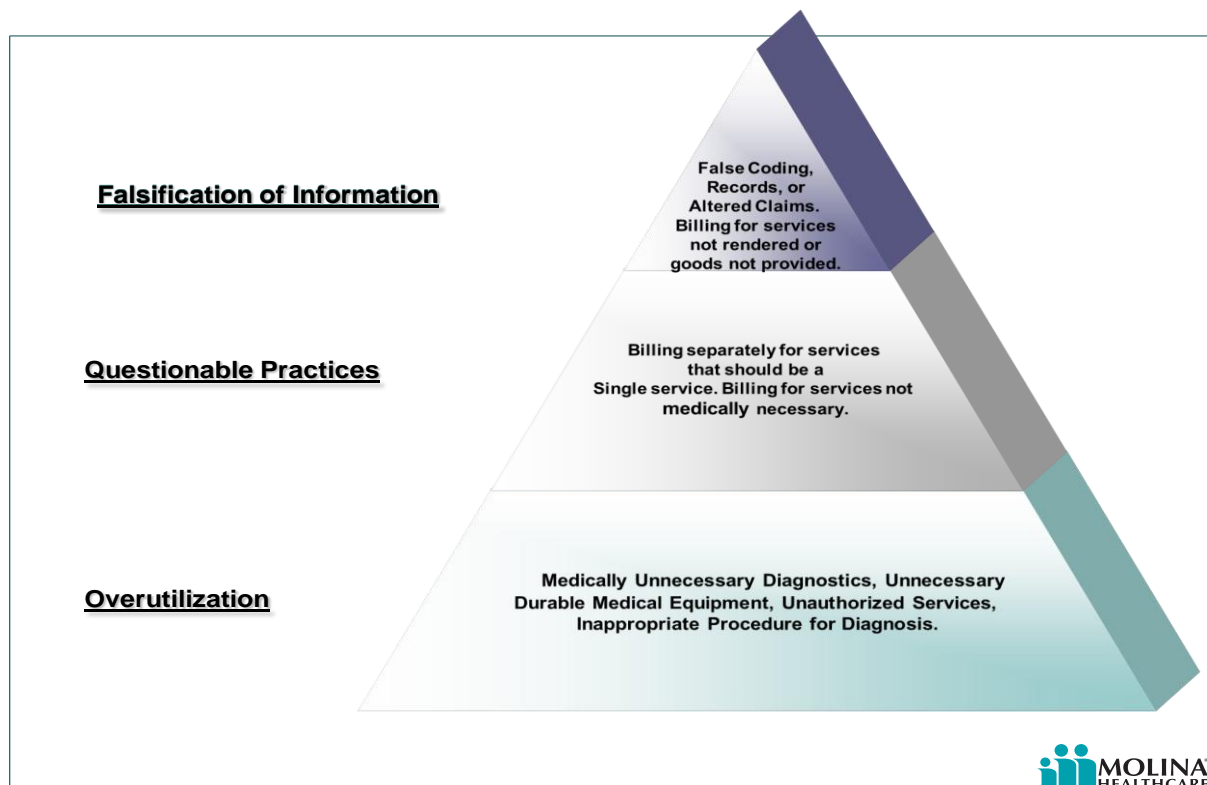 Falsification of Information
False Coding,
Records, or
Altered Claims.
Billing for services
not rendered or
goods not provided.
Questionable Practices
Billing separately for services
that should be a
Single service. Billing for services not
medically necessary.
Overutilization
Medically Unnecessary Diagnostics, Unnecessary
Durable Medical Equipment, Unauthorized Services,
Inappropriate Procedure for Diagnosis.
MOLINA
HEALTHCARE